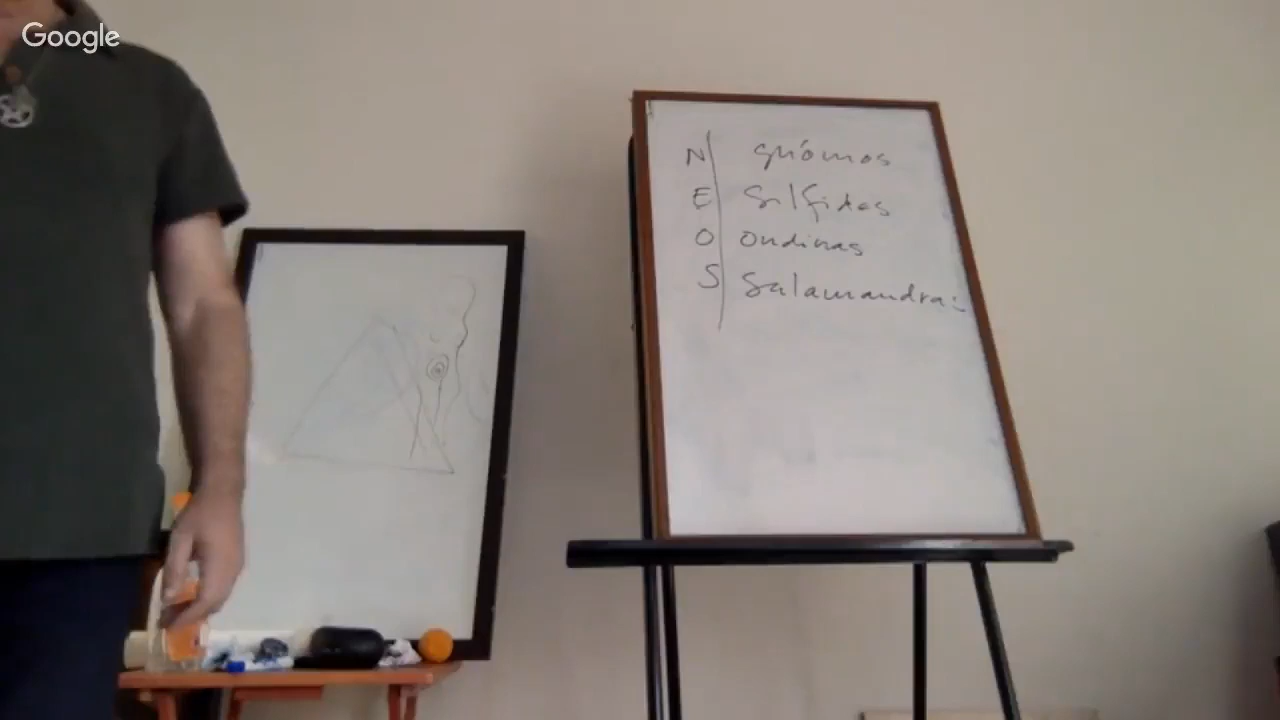 Google
N gnómos
E Silfides
O Ondinas
S Salamandras